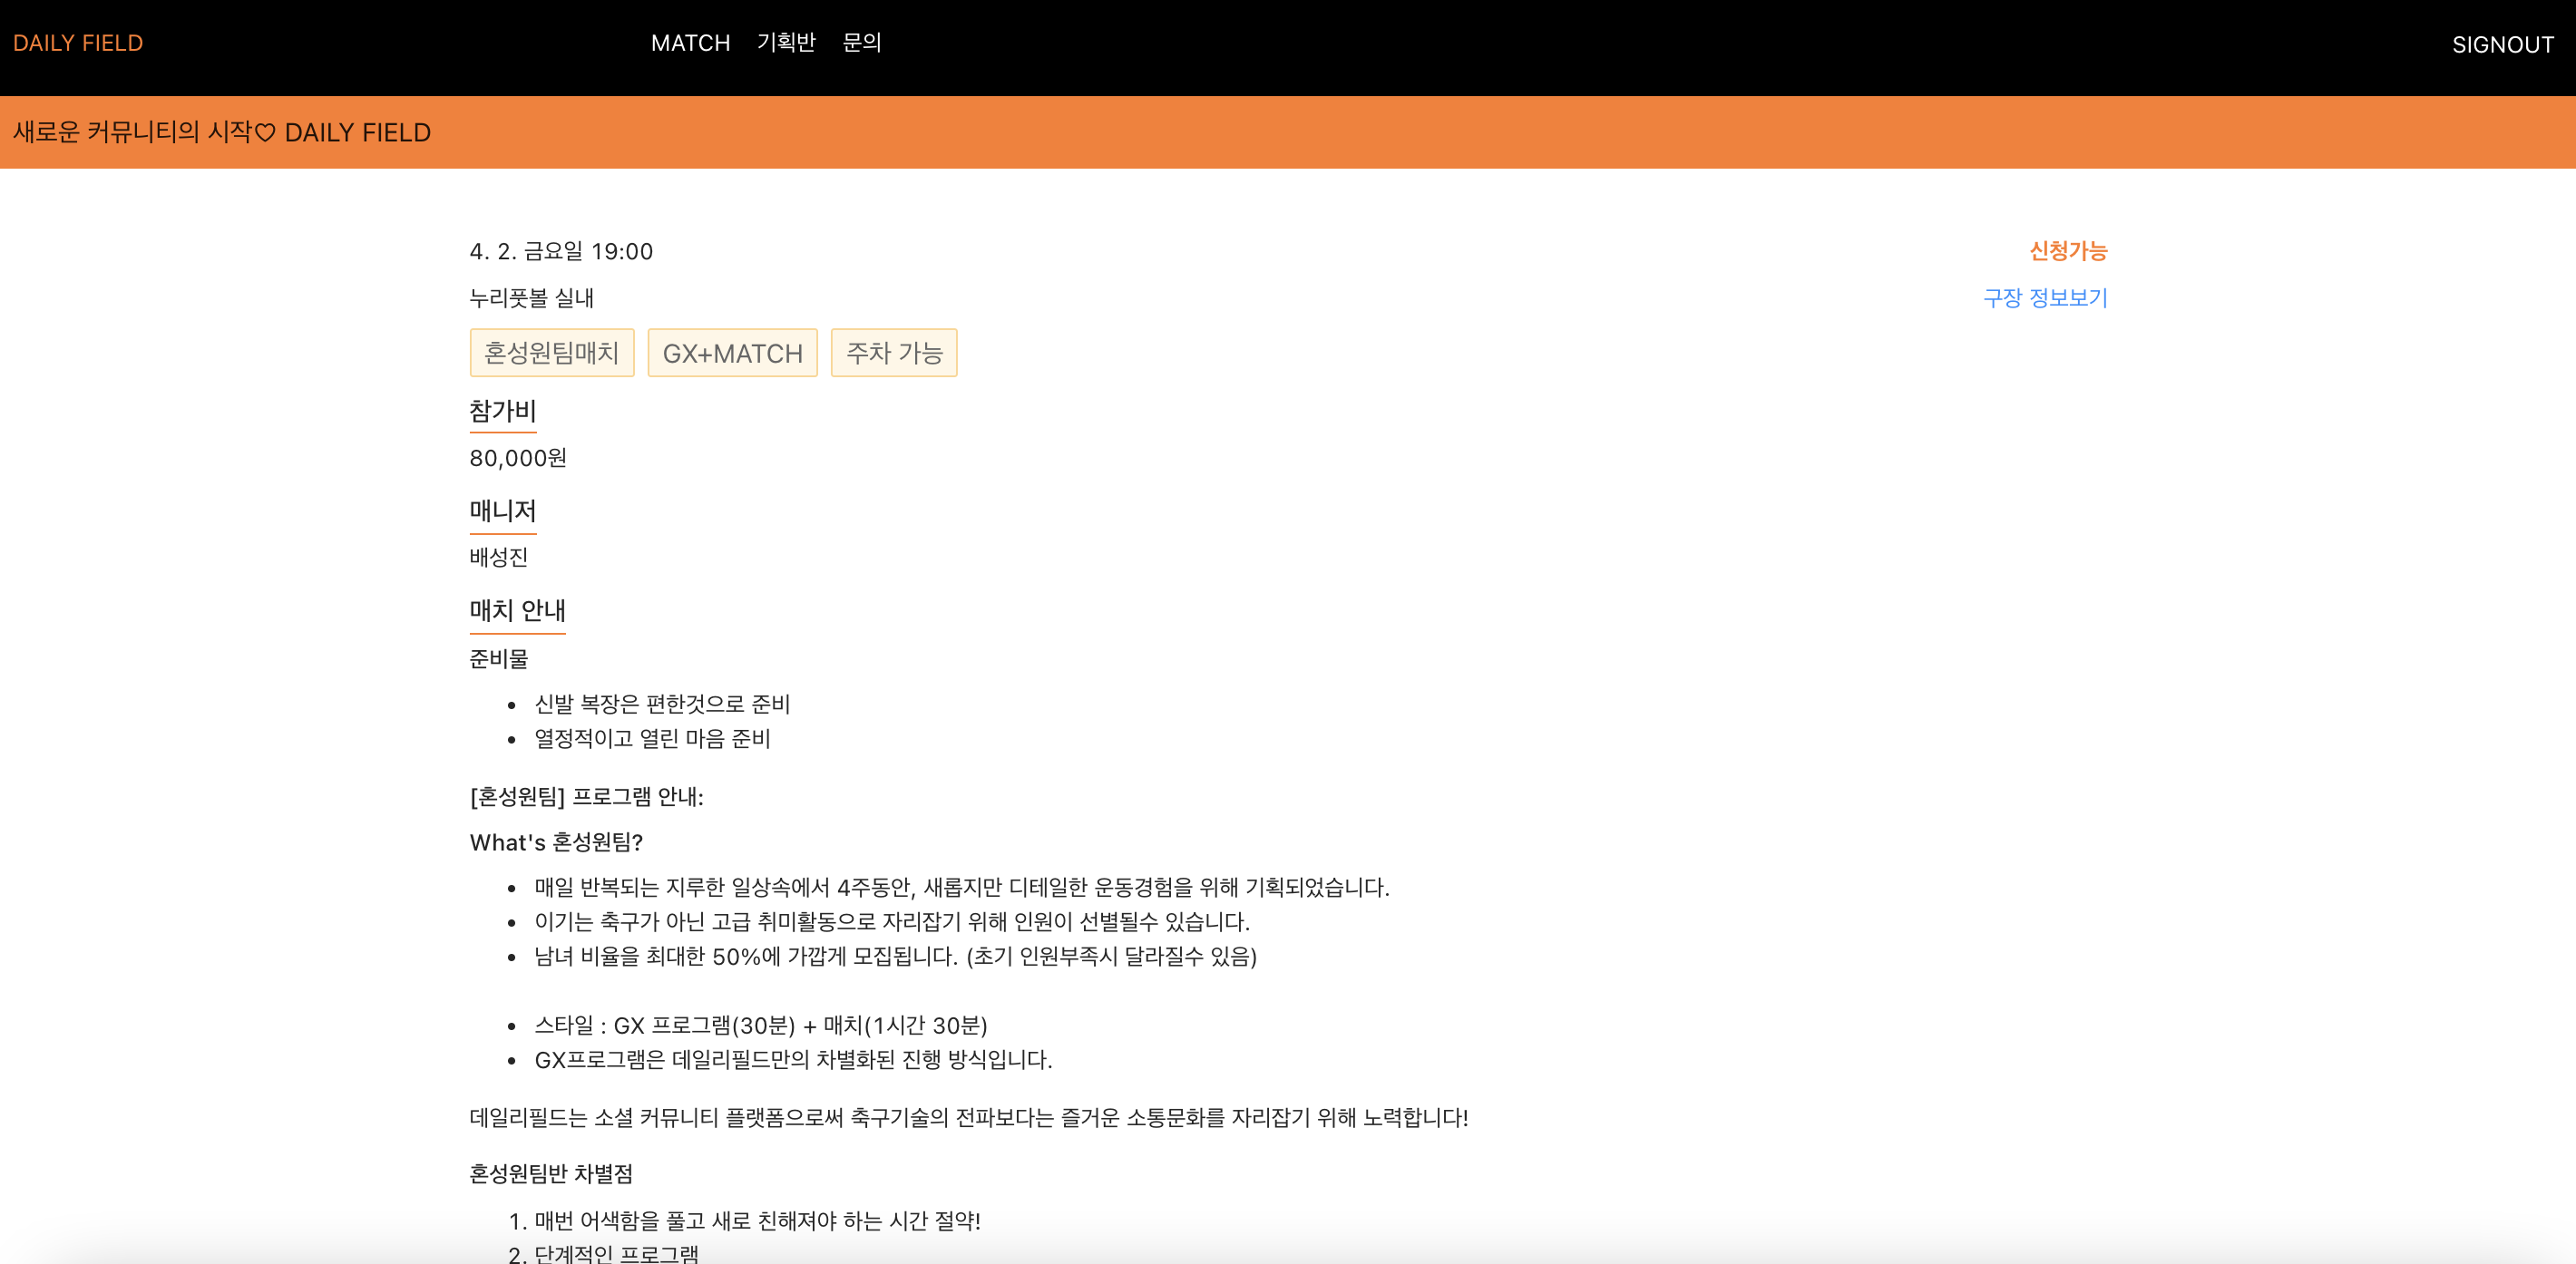 DAILY FIELD MATCH 기획반 문의 SIGNOUT
새로운 커뮤니티의 시작♡ DAILY FIELD
4. 2. 금요일 19:00 신청가능
누리풋볼 실내 구장 정보보기
혼성원팀매치 GX+MATCH 주차 가능
참가비
80,000원
매니저
배성진
매치 안내
준비물
• 신발 복장은 편한것으로 준비
• 열정적이고 열린 마음 준비
[혼성원팀] 프로그램 안내:
What's 혼성원팀?
• 매일 반복되는 지루한 일상속에서 4주동안, 새롭지만 디테일한 운동경험을 위해 기획되었습니다.
• 이기는 축구가 아닌 고급 취미활동으로 자리잡기 위해 인원이 선별될수 있습니다.
• 남녀 비율을 최대한 50%에 가깝게 모집됩니다. (초기 인원부족시 달라질수 있음)
• 스타일 : GX 프로그램(30분) + 매치(1시간 30분)
• GX프로그램은 데일리필드만의 차별화된 진행 방식입니다.
데일리필드는 소셜 커뮤니티 플랫폼으로써 축구기술의 전파보다는 즐거운 소통문화를 자리잡기 위해 노력합니다!
혼성원팀반 차별점
1. 매번 어색함을 풀고 새로 친해져야 하는 시간 절약!
2. 단계적인 프로그램